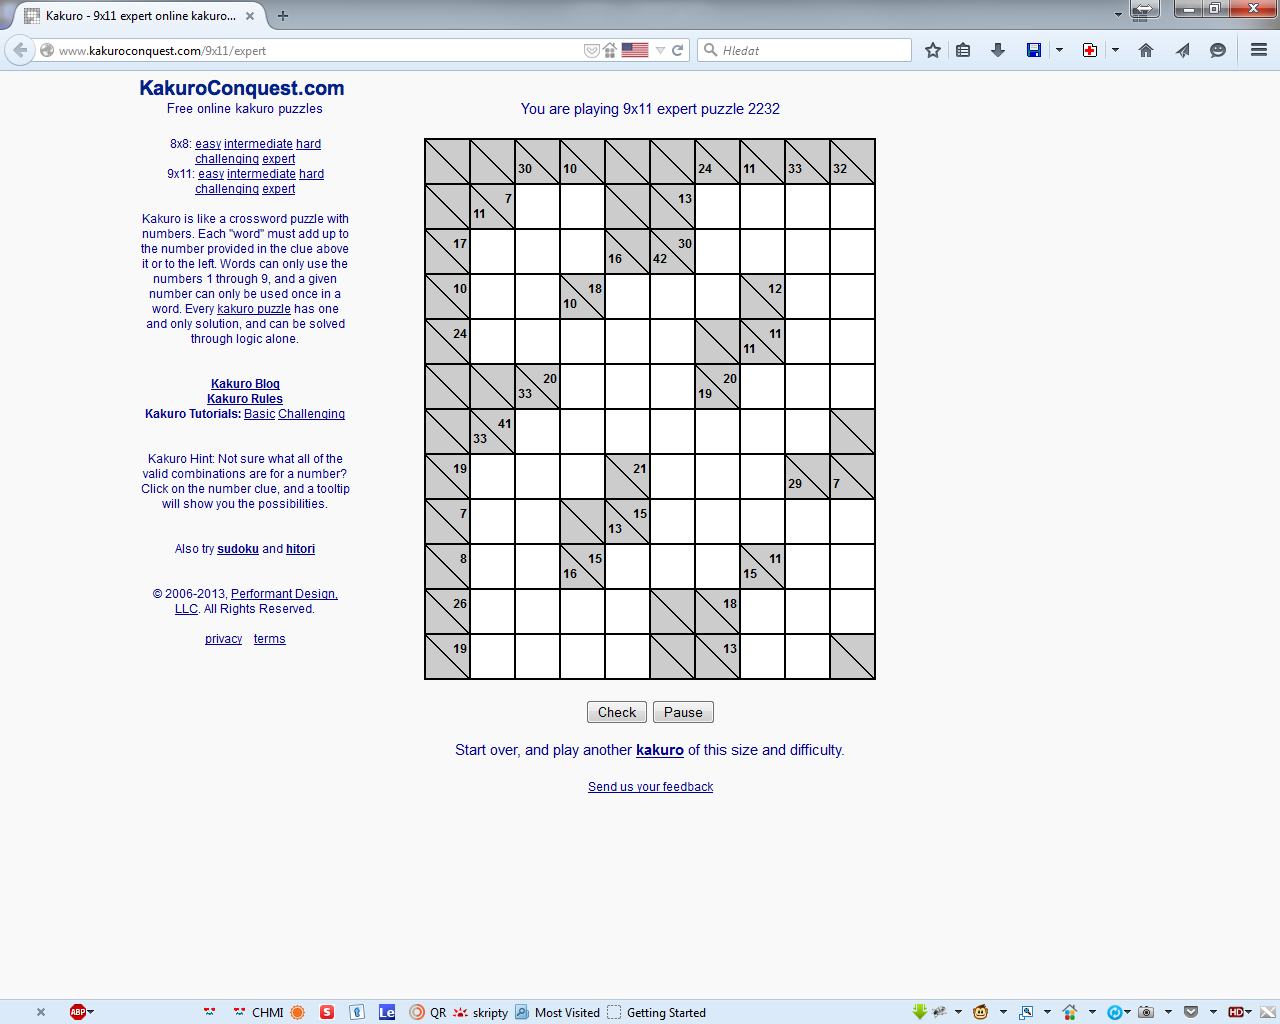 Kakuro - 9x11 expert online kakuro...
www.kakuroconquest.com/9x11/expert
Hledat
KakuroConquest.com
Free online kakuro puzzles
8x8: easy intermediate hard
challenging expert
9x11: easy intermediate hard
challenging expert
Kakuro is like a crossword puzzle with
numbers. Each "word" must add up to
the number provided in the clue above
it or to the left. Words can only use the
numbers 1 through 9, and a given
number can only be used once in a
word. Every kakuro puzzle has one
and only solution, and can be solved
through logic alone.
Kakuro Blog
Kakuro Rules
Kakuro Tutorials: Basic Challenging
Kakuro Hint: Not sure what all of the
valid combinations are for a number?
Click on the number clue, and a tooltip
will show you the possibilities.
Also try sudoku and hitori
© 2006-2013, Performant Design,
LLC. All Rights Reserved.
privacy terms
You are playing 9x11 expert puzzle 2232
30 10 24 11 33 32
7 11 13
17 16 30 42
10 18 10 12
24 11 11
20 33 20 19
41 33
19 21 29 7
7 15 13
8 15 16 11 15
26 18
19 13
Check Pause
Start over, and play another kakuro of this size and difficulty.
Send us your feedback
ABP CHMI S Le QR skripty Most Visited Getting Started HD